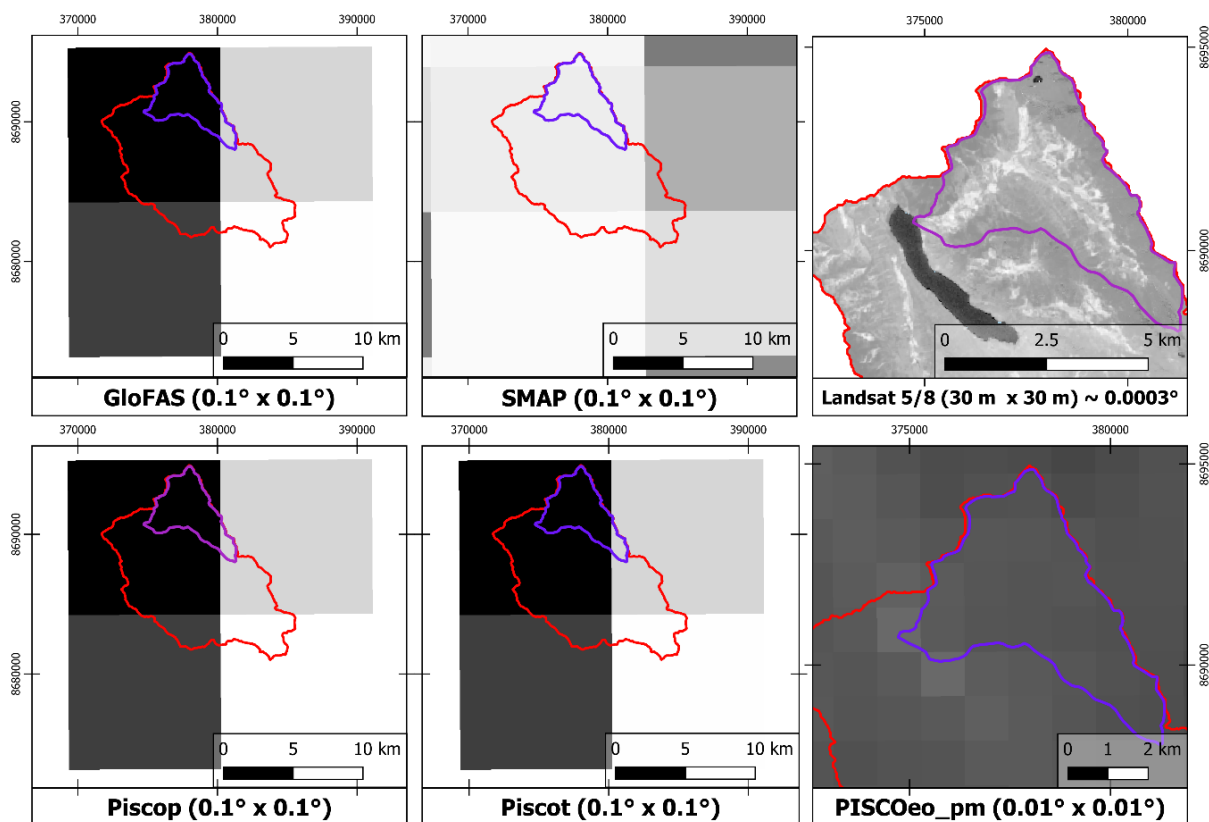 370000 380000 390000
370000 380000 390000
375000 380000
8690000
8680000
0 5 10 km
GloFAS (0.1° x 0.1°)
0 5 10 km
SMAP (0.1° x 0.1°)
8695000
8690000
0 2.5 5 km
Landsat 5/8 (30 m x 30 m) ~ 0.0003°
370000 380000 390000
370000 380000 390000
375000 380000
8690000
8680000
0 5 10 km
Piscop (0.1° x 0.1°)
0 5 10 km
Piscot (0.1° x 0.1°)
8695000
8690000
0 1 2 km
PISCOeo_pm (0.01° x 0.01°)